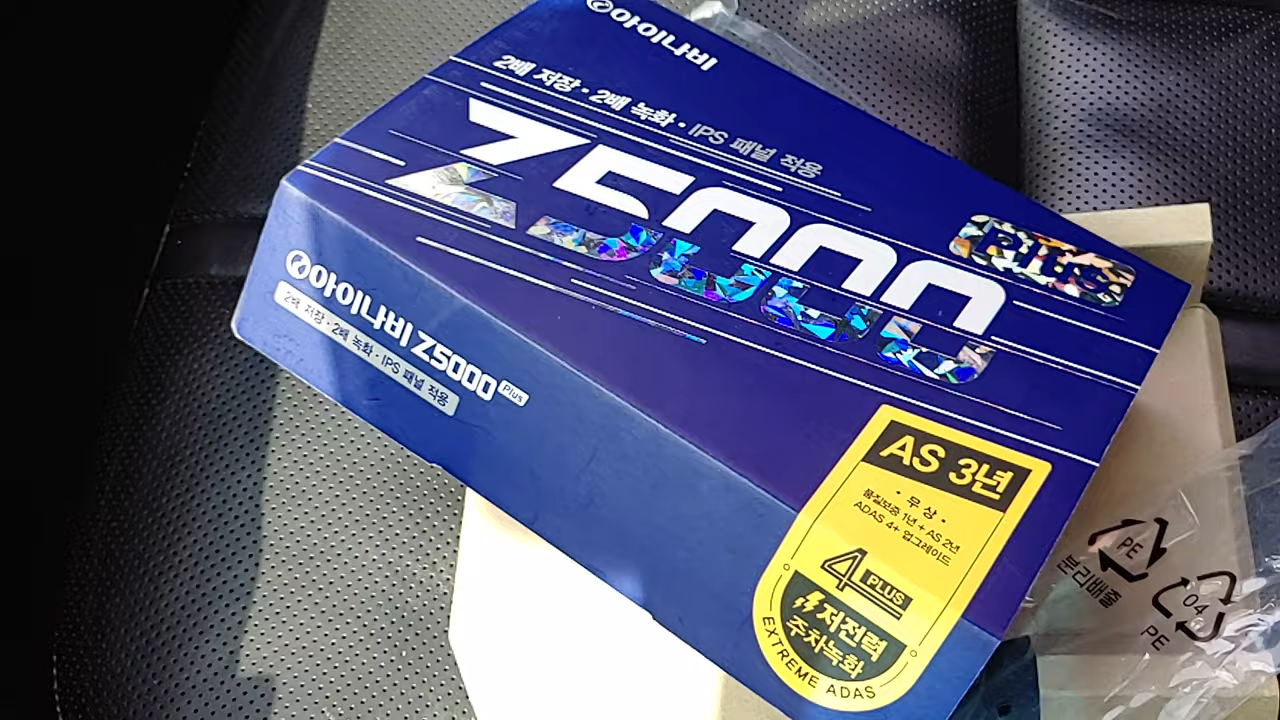 아이나비
2배 저장 · 2배 녹화 · IPS 패널 적용
Z5000
PLUS
아이나비 Z5000 Plus
2배 저장 · 2배 녹화 · IPS 패널 적용
AS 3년
· 무 상 ·
품질보증 1년 + AS 2년
ADAS 4+ 업그레이드
4 PLUS
저전력
주차녹화
EXTREME ADAS
PE
분리배출
04
PE